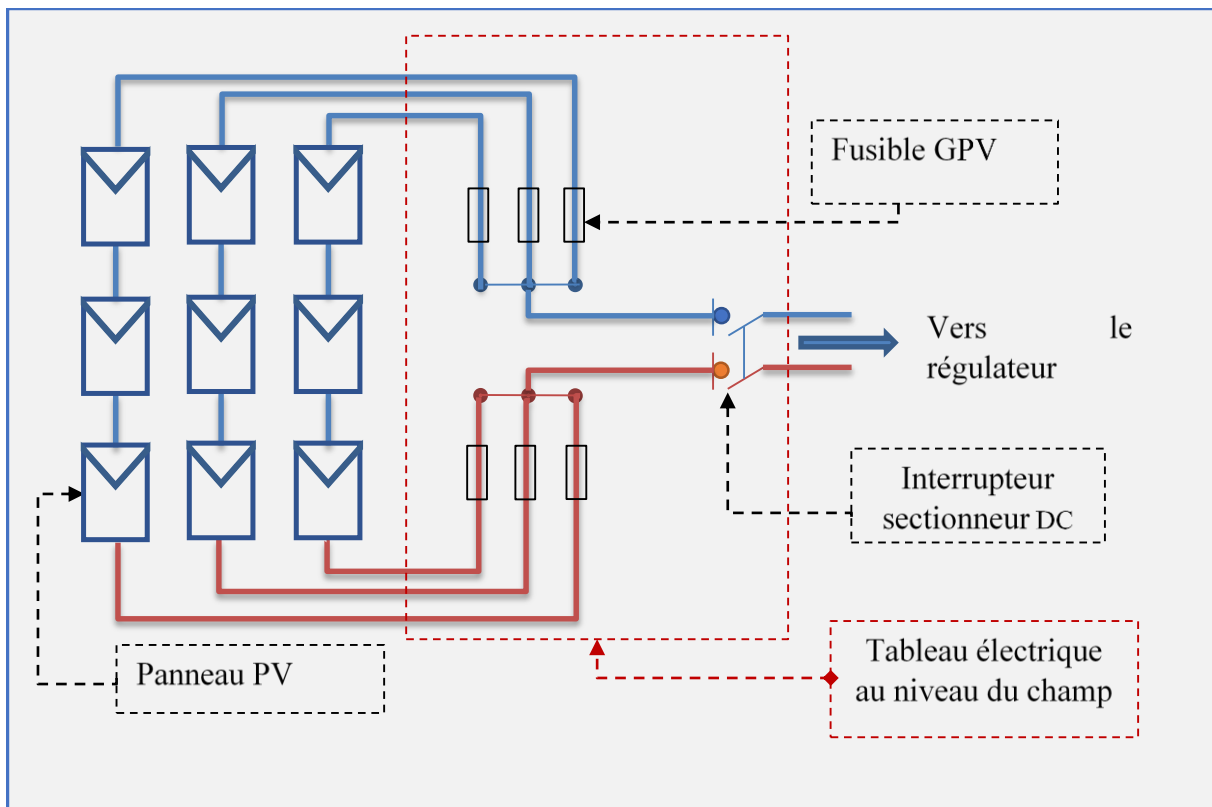 Fusible GPV
Vers le
régulateur
Interrupteur
sectionneur DC
Tableau électrique
au niveau du champ
Panneau PV